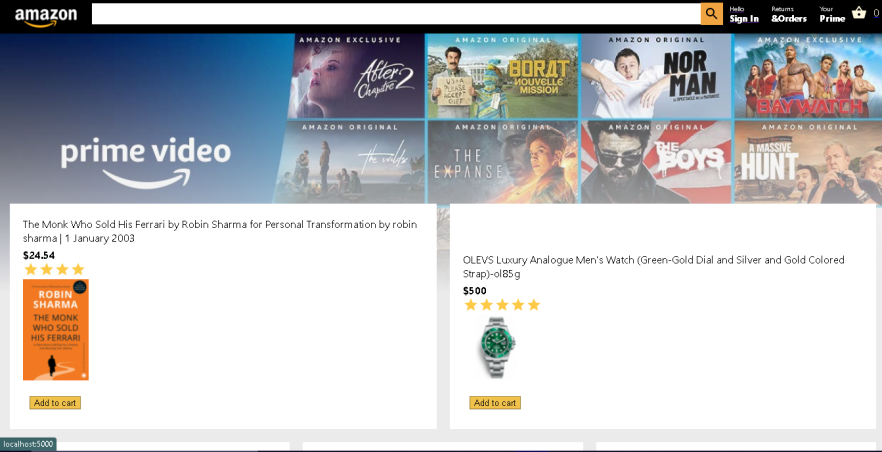 amazon
Hello
Sign In
Returns
&Orders
Your
Prime
0
prime video
AMAZON EXCLUSIVE
After
Chapitre 2
AMAZON ORIGINAL
BORAT
NOUVELLE
MISSION
AMAZON ORIGINAL
NOR
MAN
AMAZON EXCLUSIVE
BAYWATCH
AMAZON ORIGINAL
the wilds
AMAZON ORIGINAL
THE
EXPANSE
AMAZON ORIGINAL
THE
BOYS
AMAZON ORIGINAL
A MASSIVE
HUNT
The Monk Who Sold His Ferrari by Robin Sharma for Personal Transformation by robin
sharma | 1 January 2003
$24.54
ROBIN
SHARMA
THE MONK
WHO SOLD
HIS FERRARI
Add to cart
OLEVS Luxury Analogue Men's Watch (Green-Gold Dial and Silver and Gold Colored
Strap)-ol85g
$500
Add to cart
localhost:5000